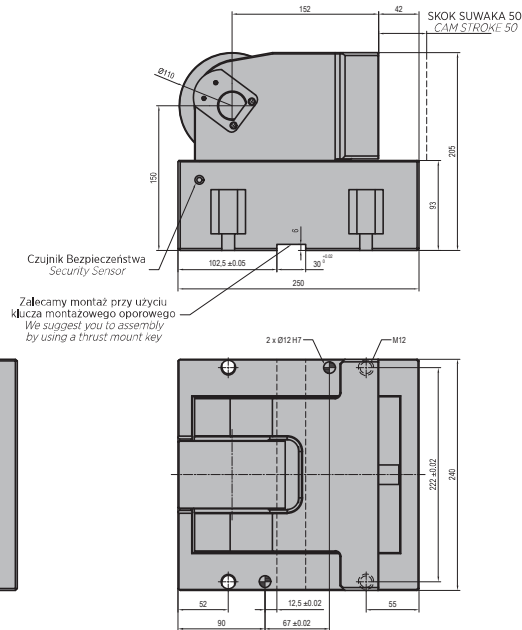 152
42
SKOK SUWAKA 50
CAM STROKE 50
Ø110
150
205
93
8
Czujnik Bezpieczeństwa
Security Sensor
102,5 ±0.05
30 +0.02 0
250
Zalecamy montaż przy użyciu
klucza montażowego oporowego
We suggest you to assembly
by using a thrust mount key
2 x Ø12 H7
M12
222 ±0.02
240
52
12,5 ±0.02
55
90
67 ±0.02